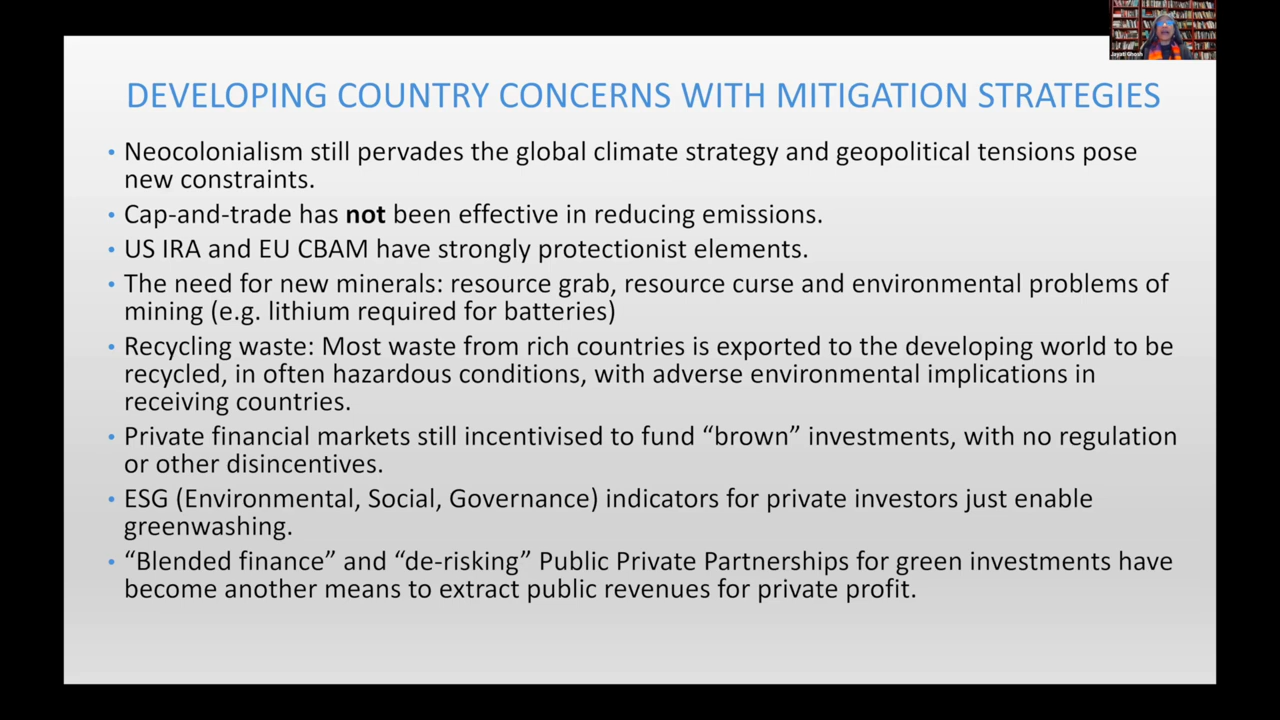 Jayati Ghosh
DEVELOPING COUNTRY CONCERNS WITH MITIGATION STRATEGIES
• Neocolonialism still pervades the global climate strategy and geopolitical tensions pose
new constraints.
• Cap-and-trade has not been effective in reducing emissions.
• US IRA and EU CBAM have strongly protectionist elements.
• The need for new minerals: resource grab, resource curse and environmental problems of
mining (e.g. lithium required for batteries)
• Recycling waste: Most waste from rich countries is exported to the developing world to be
recycled, in often hazardous conditions, with adverse environmental implications in
receiving countries.
• Private financial markets still incentivised to fund “brown” investments, with no regulation
or other disincentives.
• ESG (Environmental, Social, Governance) indicators for private investors just enable
greenwashing.
• “Blended finance” and “de-risking” Public Private Partnerships for green investments have
become another means to extract public revenues for private profit.